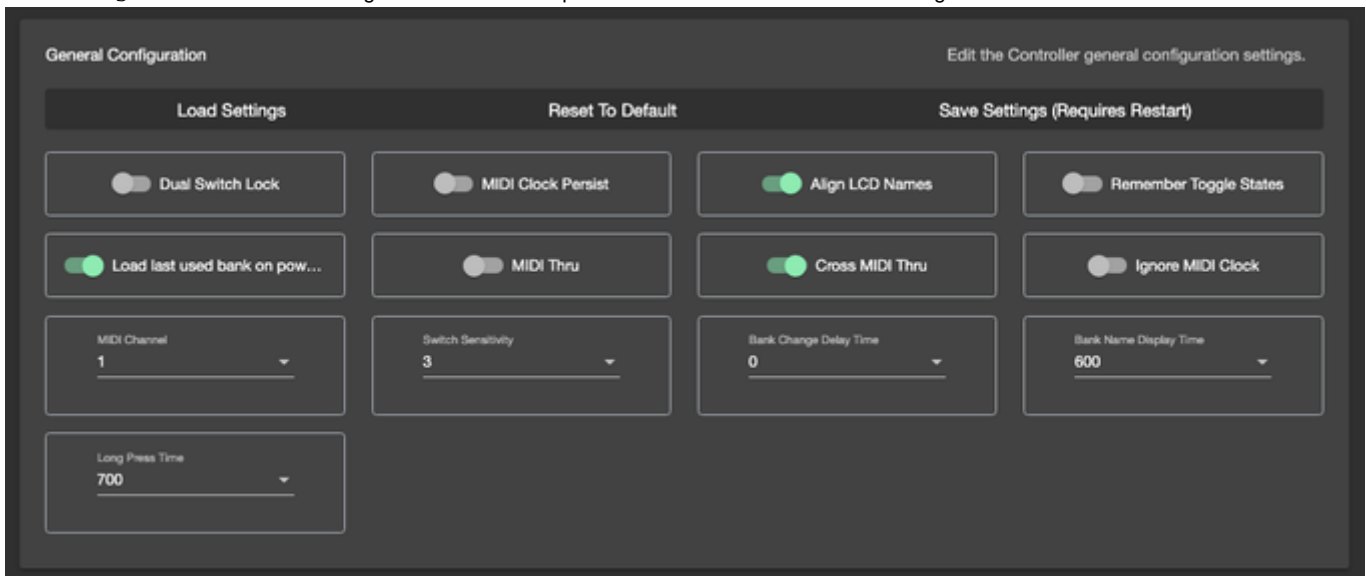 General Configuration Edit the Controller general configuration settings.
Load Settings Reset To Default Save Settings (Requires Restart)
Dual Switch Lock MIDI Clock Persist Align LCD Names Remember Toggle States
Load last used bank on pow... MIDI Thru Cross MIDI Thru Ignore MIDI Clock
MIDI Channel Switch Sensitivity Bank Change Delay Time Bank Name Display Time
1 3 0 600
Long Press Time
700